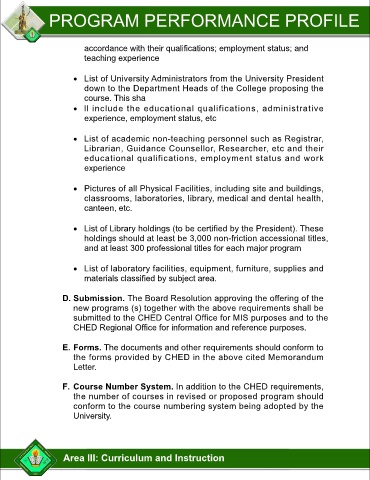 PROGRAM PERFORMANCE PROFILE
accordance with their qualifications; employment status; and
teaching experience
• List of University Administrators from the University President
down to the Department Heads of the College proposing the
course. This sha
• ll include the educational qualifications, administrative
experience, employment status, etc
• List of academic non-teaching personnel such as Registrar,
Librarian, Guidance Counsellor, Researcher, etc and their
educational qualifications, employment status and work
experience
• Pictures of all Physical Facilities, including site and buildings,
classrooms, laboratories, library, medical and dental health,
canteen, etc.
• List of Library holdings (to be certified by the President). These
holdings should at least be 3,000 non-friction accessional titles,
and at least 300 professional titles for each major program
• List of laboratory facilities, equipment, furniture, supplies and
materials classified by subject area.
D. Submission. The Board Resolution approving the offering of the
new programs (s) together with the above requirements shall be
submitted to the CHED Central Office for MIS purposes and to the
CHED Regional Office for information and reference purposes.
E. Forms. The documents and other requirements should conform to
the forms provided by CHED in the above cited Memorandum
Letter.
F. Course Number System. In addition to the CHED requirements,
the number of courses in revised or proposed program should
conform to the course numbering system being adopted by the
University.
Area III: Curriculum and Instruction